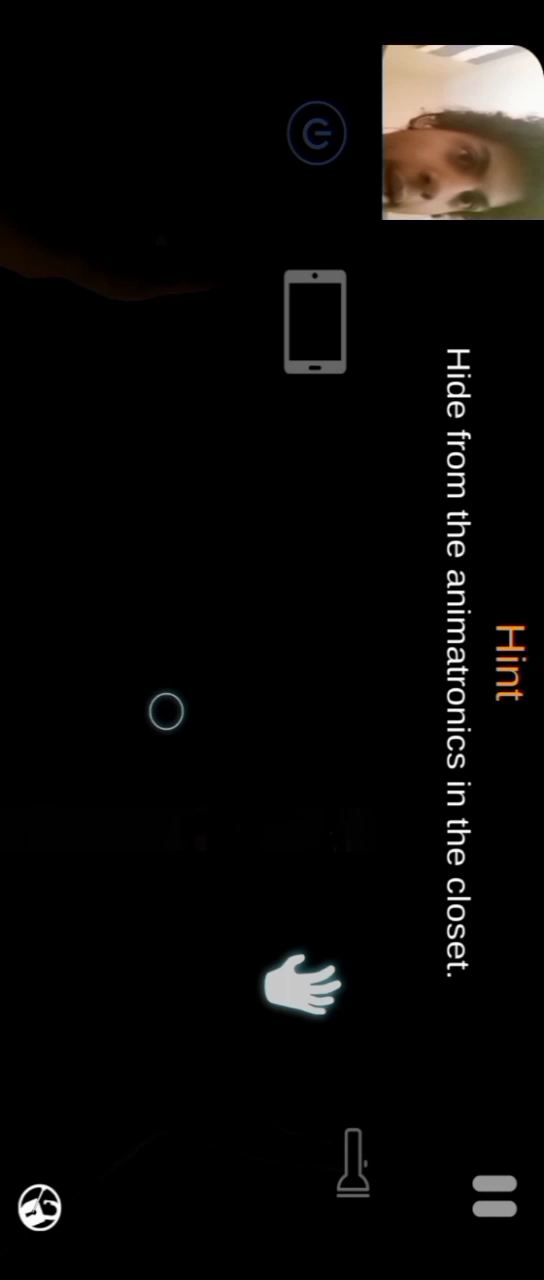 Hint
Hide from the animatronics in the closet.